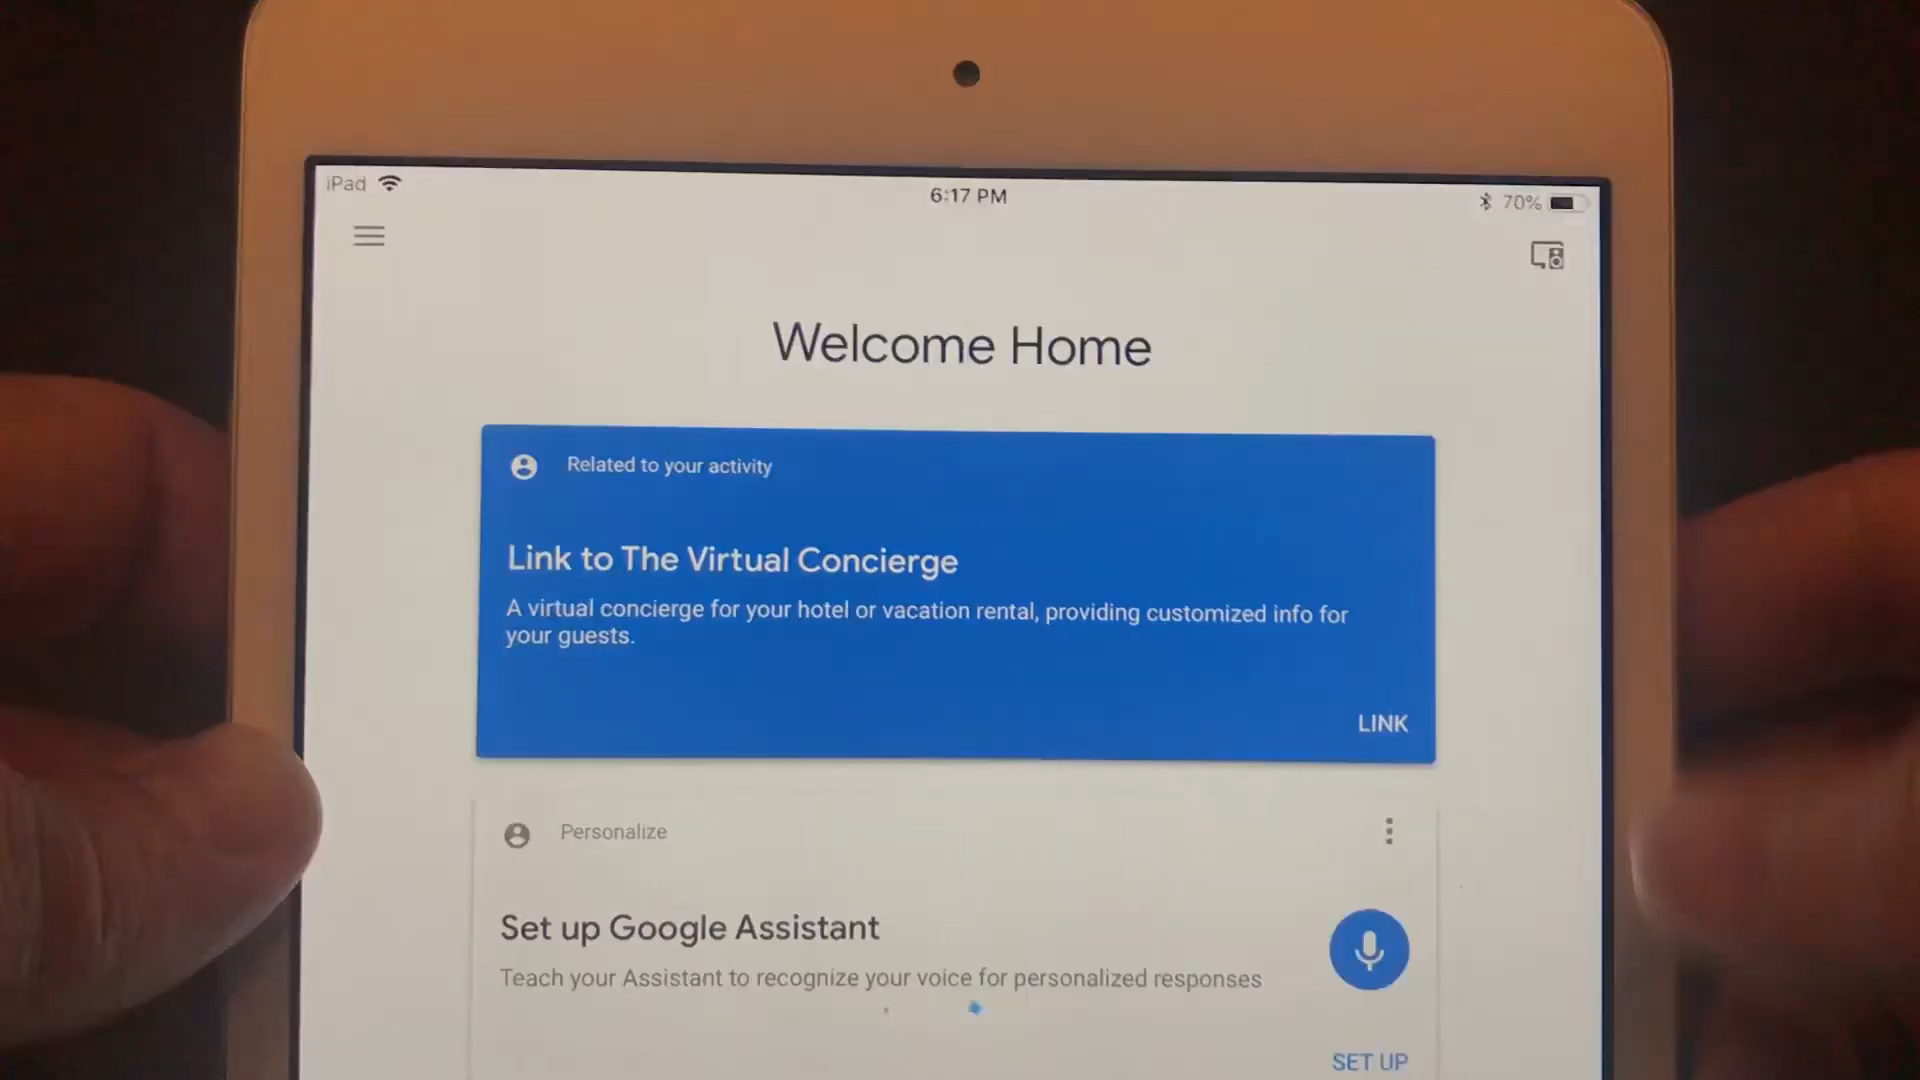 iPad
6:17 PM
70%
Welcome Home
Related to your activity
Link to The Virtual Concierge
A virtual concierge for your hotel or vacation rental, providing customized info for
your guests.
LINK
Personalize
Set up Google Assistant
Teach your Assistant to recognize your voice for personalized responses
SET UP